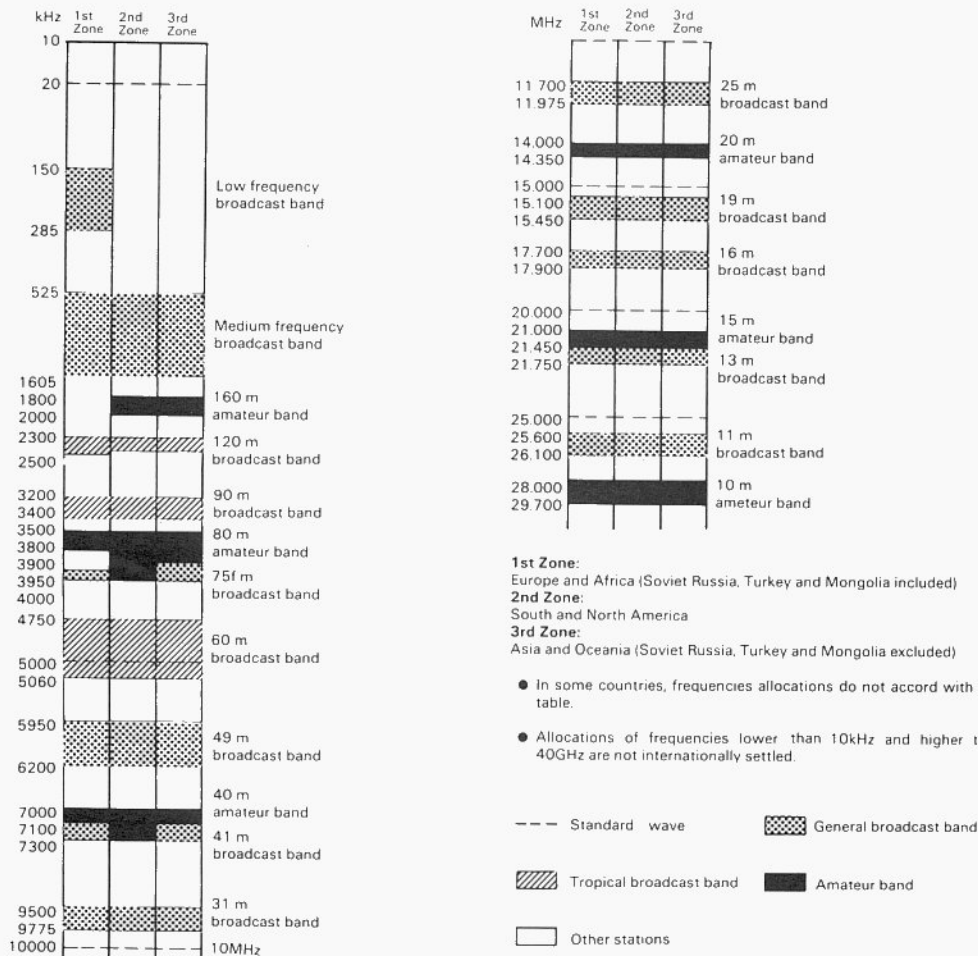 kHz 1st Zone 2nd Zone 3rd Zone
10
20
150
Low frequency
broadcast band
285
525
Medium frequency
broadcast band
1605
1800 160 m
2000 amateur band
2300 120 m
2500 broadcast band
3200 90 m
3400 broadcast band
3500 80 m
3800 amateur band
3900
3950 75f m
4000 broadcast band
4750
60 m
5000 broadcast band
5060
5950
49 m
6200 broadcast band
40 m
7000 amateur band
7100 41 m
7300 broadcast band
31 m
9500 broadcast band
9775
10000 10MHz
MHz 1st Zone 2nd Zone 3rd Zone
11 700 25 m
11.975 broadcast band
14.000 20 m
14.350 amateur band
15.000
15.100 19 m
15.450 broadcast band
17.700 16 m
17.900 broadcast band
20.000
15 m
21.000 amateur band
21.450
21.750 13 m
broadcast band
25.000
25.600 11 m
26.100 broadcast band
28.000 10 m
29.700 ameteur band
1st Zone:
Europe and Africa (Soviet Russia, Turkey and Mongolia included)
2nd Zone:
South and North America
3rd Zone:
Asia and Oceania (Soviet Russia, Turkey and Mongolia excluded)
● In some countries, frequencies allocations do not accord with
table.
● Allocations of frequencies lower than 10kHz and higher t
40GHz are not internationally settled.
Standard wave General broadcast band
Tropical broadcast band Amateur band
Other stations